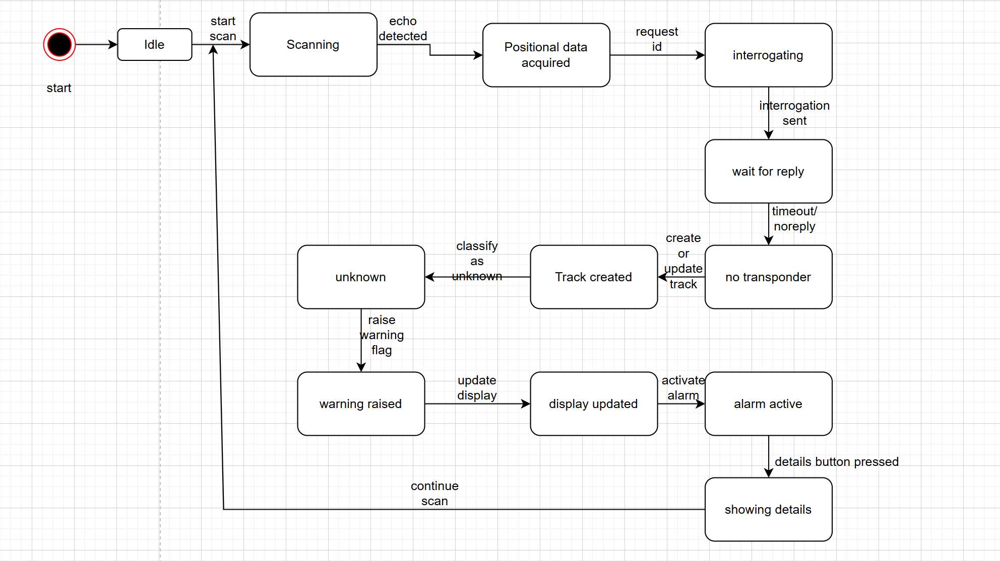 start
scan
echo
detected
Idle
Scanning
Positional data
acquired
request
id
interrogating
start
interrogation
sent
wait for reply
timeout/
noreply
classify
as
unknown
create
or
update
track
unknown
Track created
no transponder
raise
warning
flag
update
display
activate
alarm
warning raised
display updated
alarm active
details button pressed
continue
scan
showing details